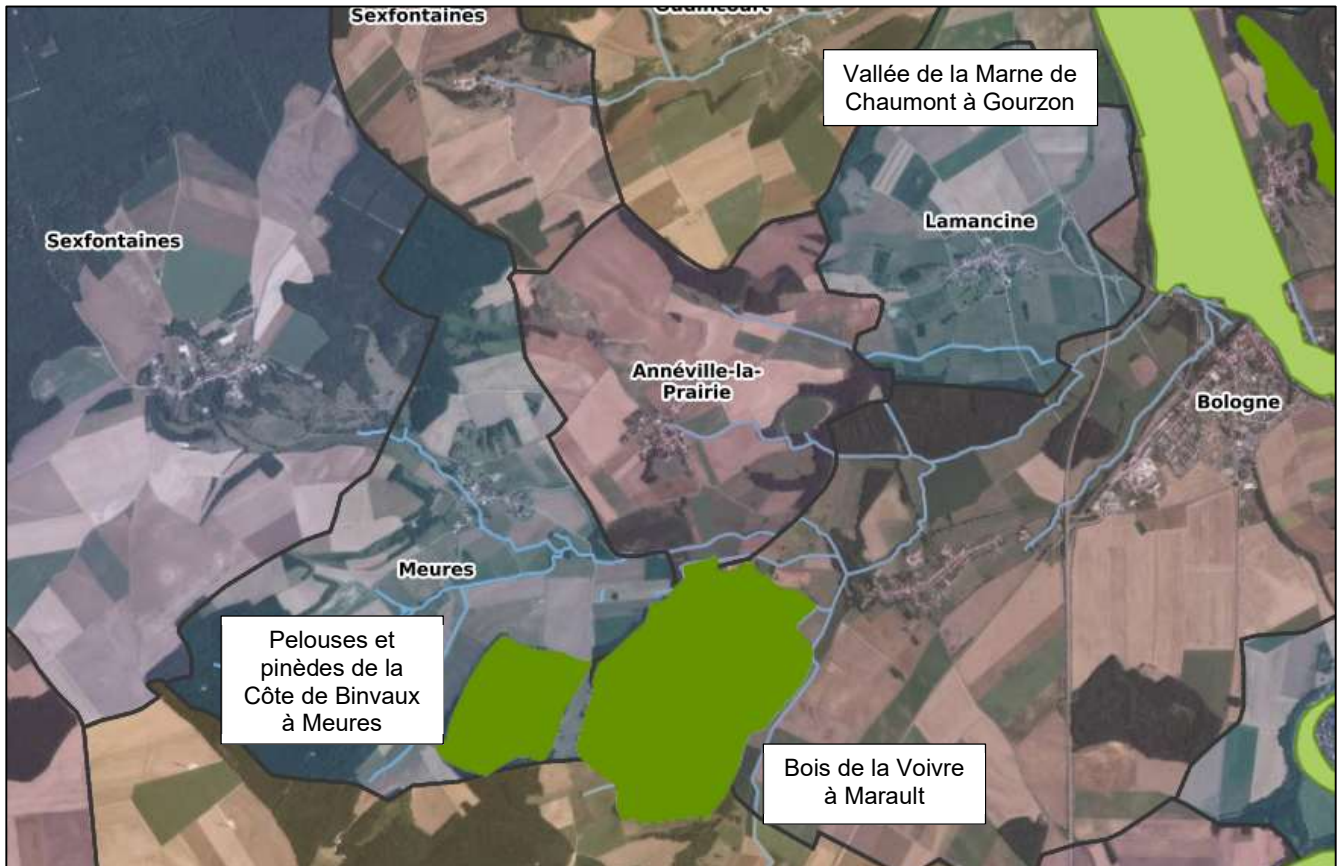 Sexfontaines
Vallée de la Marne de
Chaumont à Gourzon
Lamancine
Sexfontaines
Annéville-la-
Prairie
Bologne
Meures
Pelouses et
pinèdes de la
Côte de Binvaux
à Meures
Bois de la Voivre
à Marault